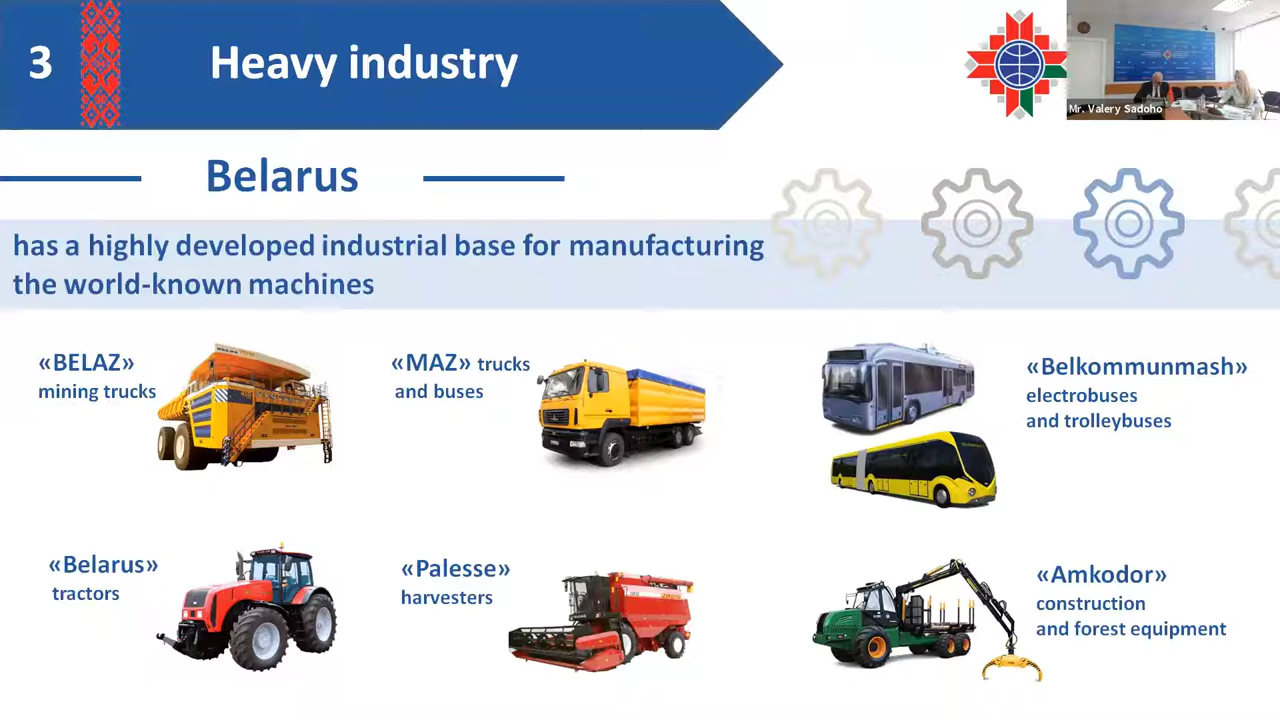 3
Heavy industry
Mr. Valery Sadoho
Belarus
has a highly developed industrial base for manufacturing
the world-known machines
«BELAZ»
mining trucks
«MAZ» trucks
and buses
«Belkommunmash»
electrobuses
and trolleybuses
«Belarus»
tractors
«Palesse»
harvesters
«Amkodor»
construction
and forest equipment